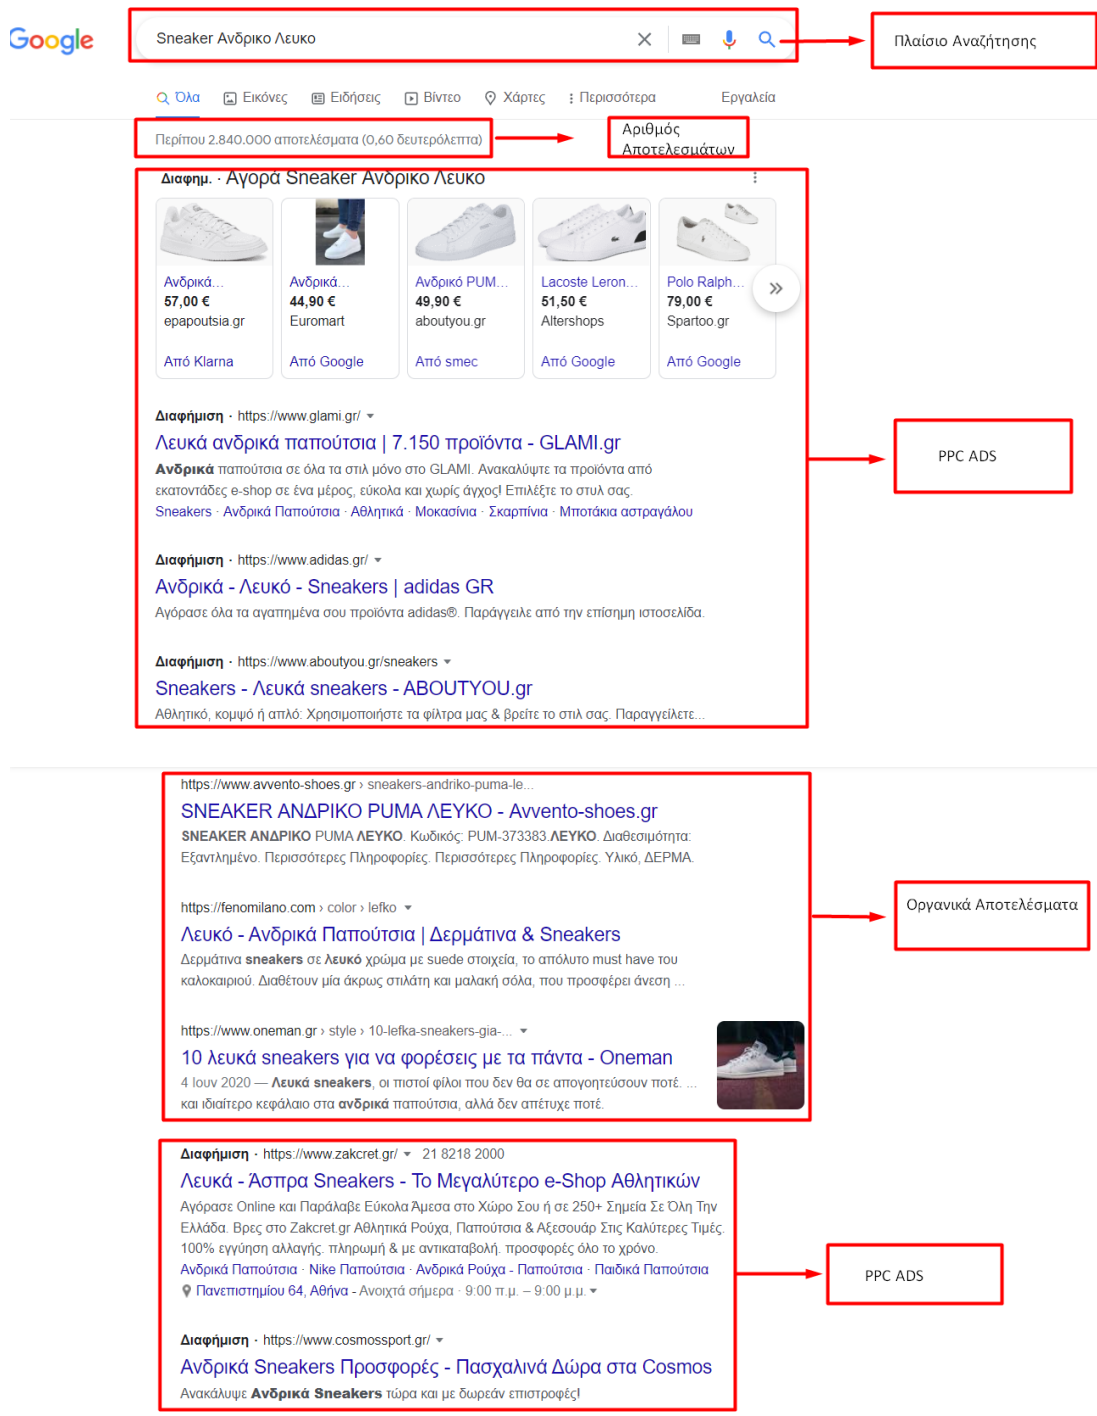 Google
Sneaker Ανδρικο Λευκο
Πλαίσιο Αναζήτησης
Όλα Εικόνες Ειδήσεις Βίντεο Χάρτες Περισσότερα Εργαλεία
Περίπου 2.840.000 αποτελέσματα (0,60 δευτερόλεπτα)
Αριθμός
Αποτελεσμάτων
Διαφημ. · Αγορά Sneaker Ανδρικο Λευκο
Ανδρικά...
57,00 €
epapoutsia.gr
Από Klarna
Ανδρικά...
44,90 €
Euromart
Από Google
Ανδρικό PUM...
49,90 €
aboutyou.gr
Από smec
Lacoste Leron...
51,50 €
Altershops
Από Google
Polo Ralph...
79,00 €
Spartoo.gr
Από Google
Διαφήμιση · https://www.glami.gr/
Λευκά ανδρικά παπούτσια | 7.150 προϊόντα - GLAMI.gr
Ανδρικά παπούτσια σε όλα τα στιλ μόνο στο GLAMI. Ανακαλύψτε τα προϊόντα από
εκατοντάδες e-shop σε ένα μέρος, εύκολα και χωρίς άγχος! Επιλέξτε το στυλ σας.
Sneakers · Ανδρικά Παπούτσια · Αθλητικά · Μοκασίνια · Σκαρπίνια · Μποτάκια αστραγάλου
PPC ADS
Διαφήμιση · https://www.adidas.gr/
Ανδρικά - Λευκό - Sneakers | adidas GR
Αγόρασε όλα τα αγαπημένα σου προϊόντα adidas®. Παράγγειλε από την επίσημη ιστοσελίδα.
Διαφήμιση · https://www.aboutyou.gr/sneakers
Sneakers - Λευκά sneakers - ABOUTYOU.gr
Αθλητικό, κομψό ή απλό: Χρησιμοποιήστε τα φίλτρα μας & βρείτε το στιλ σας. Παραγγείλετε...
https://www.avvento-shoes.gr › sneakers-andriko-puma-le...
SNEAKER ΑΝΔΡΙΚΟ PUMA ΛΕΥΚΟ - Avvento-shoes.gr
SNEAKER ΑΝΔΡΙΚΟ PUMA ΛΕΥΚΟ. Κωδικός: PUM-373383.ΛΕΥΚΟ. Διαθεσιμότητα:
Εξαντλημένο. Περισσότερες Πληροφορίες. Περισσότερες Πληροφορίες. Υλικό, ΔΕΡΜΑ.
https://fenomilano.com › color › lefko
Λευκό - Ανδρικά Παπούτσια | Δερμάτινα & Sneakers
Δερμάτινα sneakers σε λευκό χρώμα με suede στοιχεία, το απόλυτο must have του
καλοκαιριού. Διαθέτουν μία άκρως στιλάτη και μαλακή σόλα, που προσφέρει άνεση ...
Οργανικά Αποτελέσματα
https://www.oneman.gr › style › 10-lefka-sneakers-gia-...
10 λευκά sneakers για να φορέσεις με τα πάντα - Oneman
4 Ιουν 2020 — Λευκά sneakers, οι πιστοί φίλοι που δεν θα σε απογοητεύσουν ποτέ. ...
και ιδιαίτερο κεφάλαιο στα ανδρικά παπούτσια, αλλά δεν απέτυχε ποτέ.
Διαφήμιση · https://www.zakcret.gr/ 21 8218 2000
Λευκά - Άσπρα Sneakers - Το Μεγαλύτερο e-Shop Αθλητικών
Αγόρασε Online και Παράλαβε Εύκολα Άμεσα στο Χώρο Σου ή σε 250+ Σημεία Σε Όλη Την
Ελλάδα. Βρες στο Zakcret.gr Αθλητικά Ρούχα, Παπούτσια & Αξεσουάρ Στις Καλύτερες Τιμές.
100% εγγύηση αλλαγής. πληρωμή & με αντικαταβολή. προσφορές όλο το χρόνο.
Ανδρικά Παπούτσια · Nike Παπούτσια · Ανδρικά Ρούχα - Παπούτσια · Παιδικά Παπούτσια
Πανεπιστημίου 64, Αθήνα - Ανοιχτά σήμερα · 9:00 π.μ. – 9:00 μ.μ.
PPC ADS
Διαφήμιση · https://www.cosmossport.gr/
Ανδρικά Sneakers Προσφορές - Πασχαλινά Δώρα στα Cosmos
Ανακάλυψε Ανδρικά Sneakers τώρα και με δωρεάν επιστροφές!